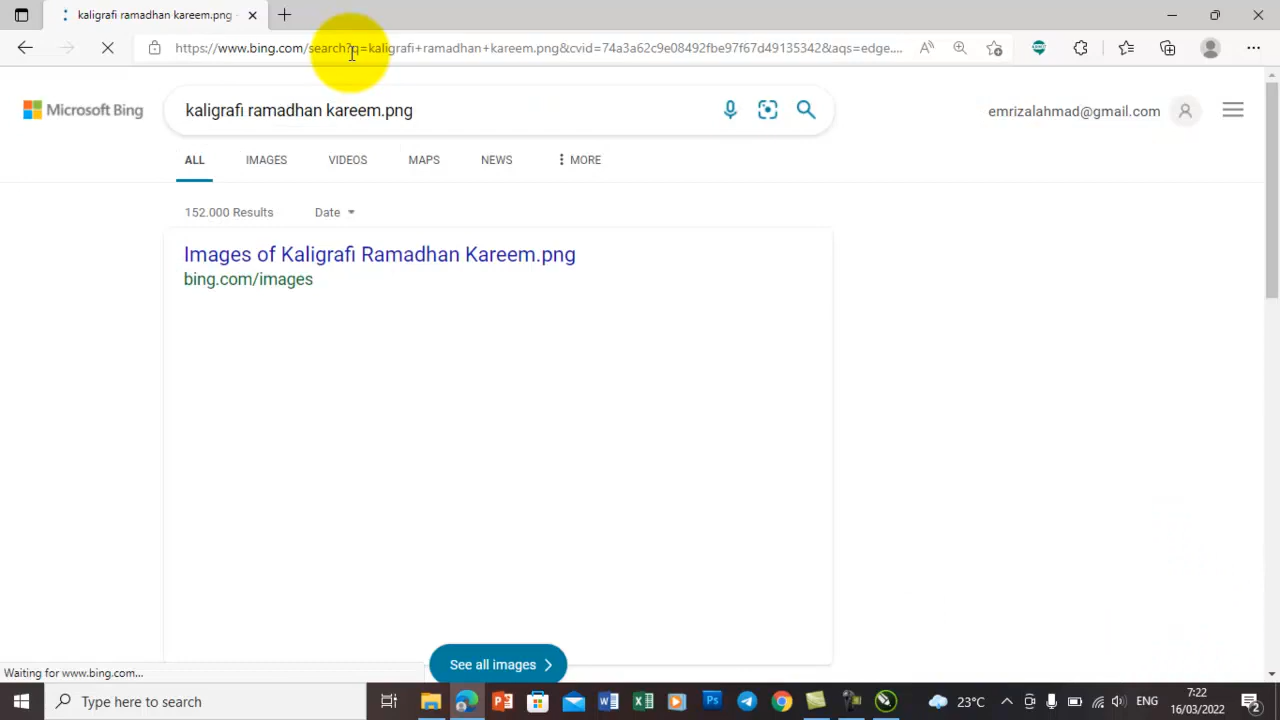 kaligrafi ramadhan kareem.png -
https://www.bing.com/search?q=kaligrafi+ramadhan+kareem.png&cvid=74a3a62c9e08492fbe97f67d49135342&aqs=edge....
Microsoft Bing
kaligrafi ramadhan kareem.png
emrizalahmad@gmail.com
ALL
IMAGES
VIDEOS
MAPS
NEWS
MORE
152.000 Results
Date
Images of Kaligrafi Ramadhan Kareem.png
bing.com/images
See all images
Waiting for www.bing.com...
Type here to search
23°C
ENG
7:22
16/03/2022
2